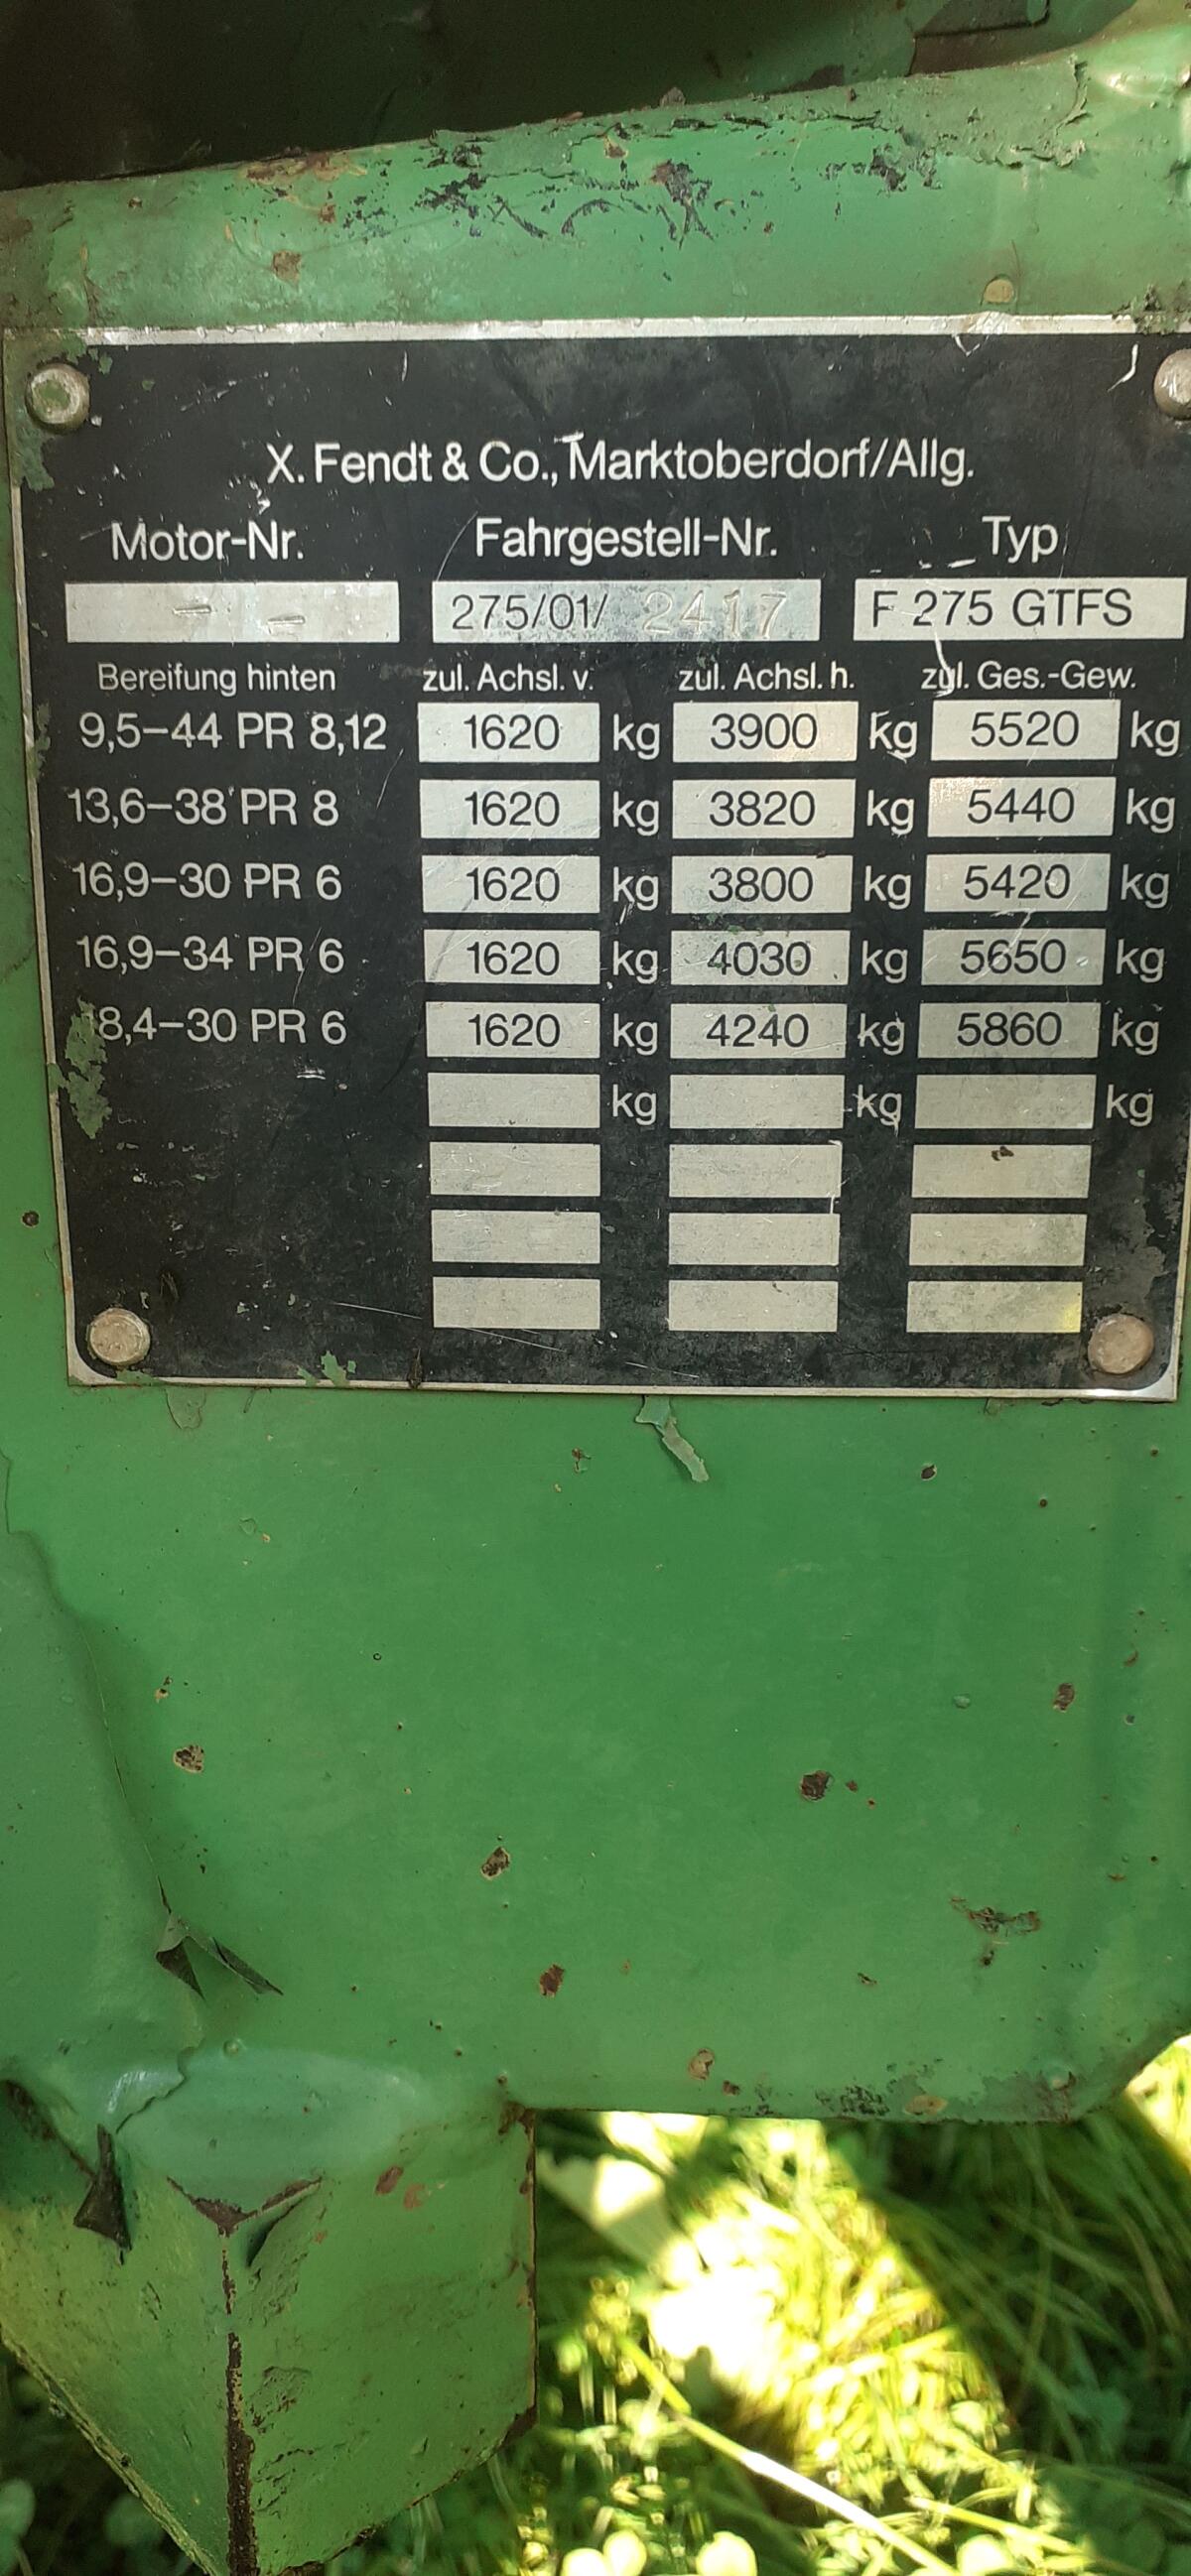 X. Fendt & Co., Marktoberdorf/Allg.
Motor-Nr. Fahrgestell-Nr. Typ
- - 275/01/ 2417 F 275 GTFS
Bereifung hinten zul. Achsl. v. zul. Achsl. h. zul. Ges.-Gew.
9,5–44 PR 8,12 1620 kg 3900 kg 5520 kg
13,6–38 PR 8 1620 kg 3820 kg 5440 kg
16,9–30 PR 6 1620 kg 3800 kg 5420 kg
16,9–34 PR 6 1620 kg 4030 kg 5650 kg
18,4–30 PR 6 1620 kg 4240 kg 5860 kg
kg kg kg